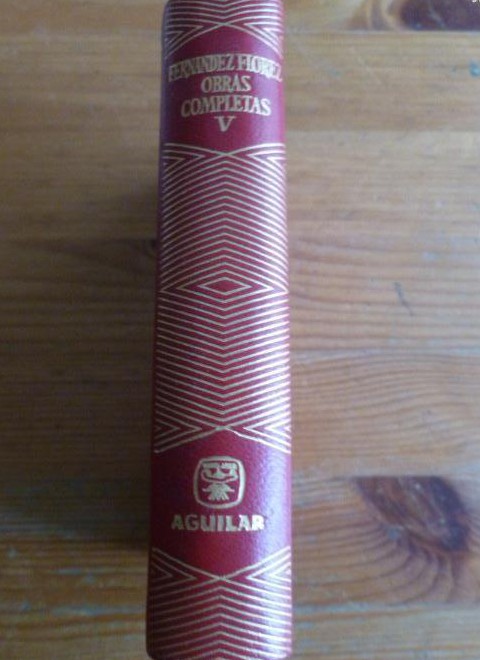 FERNANDEZ FLOREZ
OBRAS
COMPLETAS
V
AGUILAR